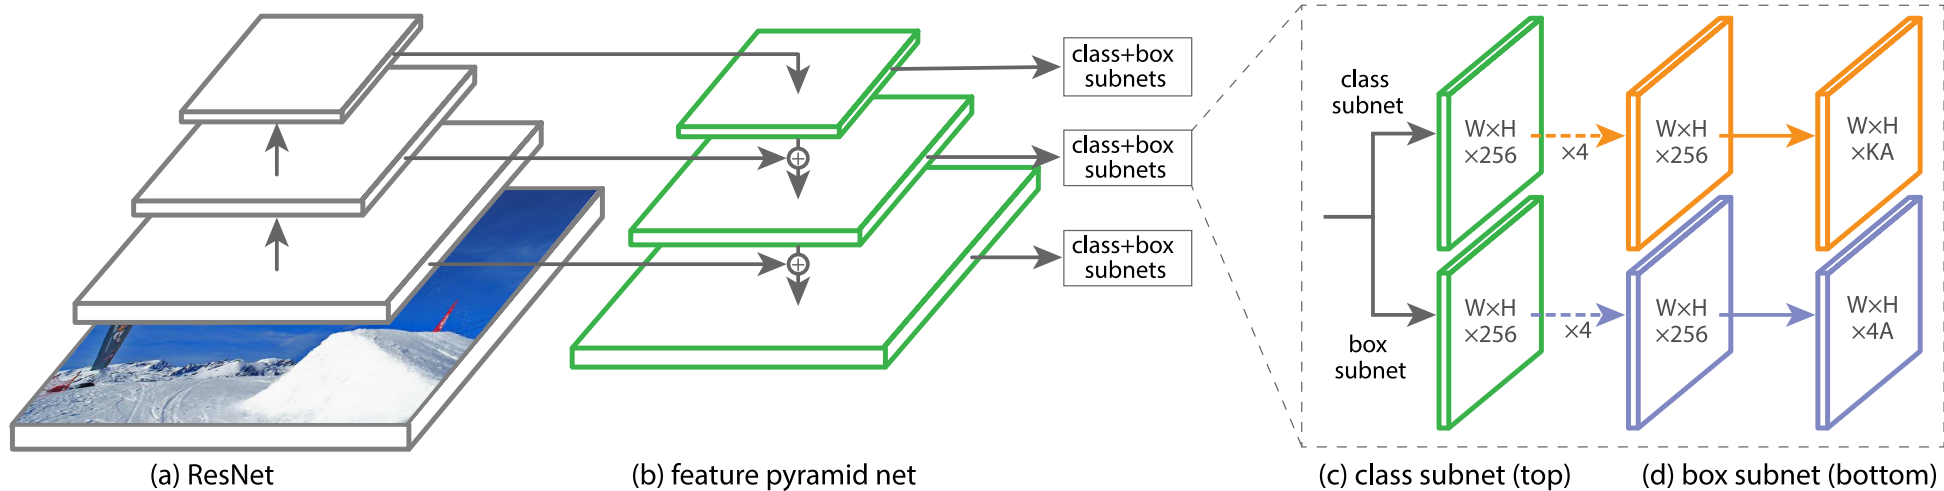 class+box
subnets
class+box
subnets
class+box
subnets
class
subnet
W×H
×256
×4
W×H
×256
W×H
×KA
box
subnet
W×H
×256
×4
W×H
×256
W×H
×4A
(a) ResNet
(b) feature pyramid net
(c) class subnet (top)
(d) box subnet (bottom)